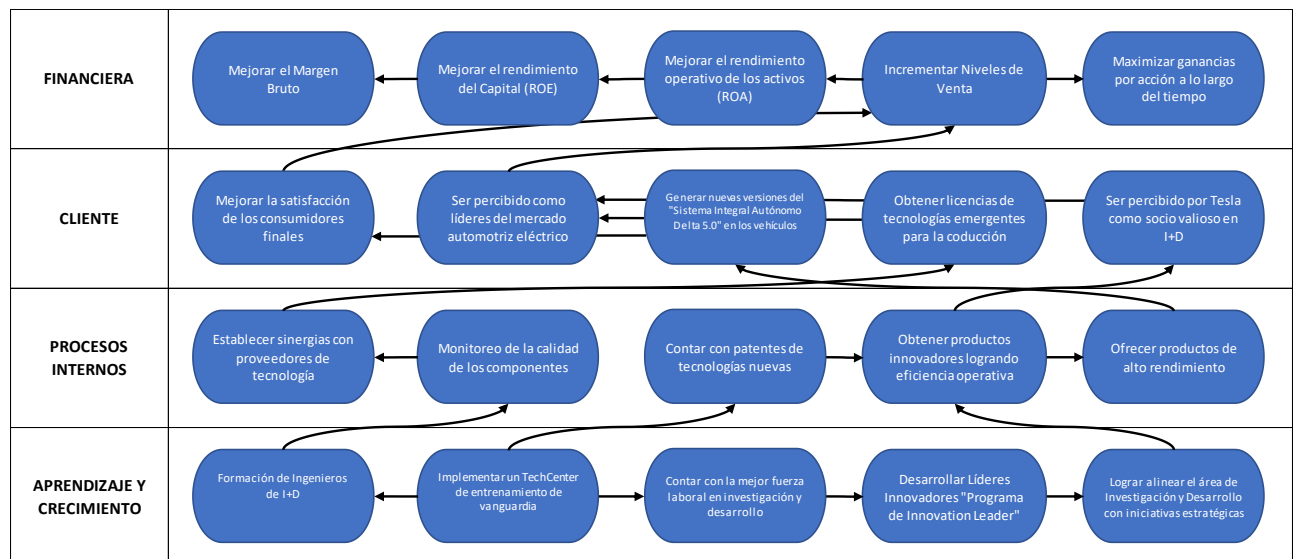 FINANCIERA
Mejorar el Margen
Bruto
Mejorar el rendimiento
del Capital (ROE)
Mejorar el rendimiento
operativo de los activos
(ROA)
Incrementar Niveles de
Venta
Maximizar ganancias
por acción a lo largo
del tiempo
CLIENTE
Mejorar la satisfacción
de los consumidores
finales
Ser percibido como
líderes del mercado
automotriz eléctrico
Generar nuevas versiones del
"Sistema Integral Autónomo
Delta 5.0" en los vehículos
Obtener licencias de
tecnologías emergentes
para la coducción
Ser percibido por Tesla
como socio valioso en
I+D
PROCESOS
INTERNOS
Establecer sinergias con
proveedores de
tecnología
Monitoreo de la calidad
de los componentes
Contar con patentes de
tecnologías nuevas
Obtener productos
innovadores logrando
eficiencia operativa
Ofrecer productos de
alto rendimiento
APRENDIZAJE Y
CRECIMIENTO
Formación de Ingenieros
de I+D
Implementar un TechCenter
de entrenamiento de
vanguardia
Contar con la mejor fuerza
laboral en investigación y
desarrollo
Desarrollar Líderes
Innovadores "Programa
de Innovation Leader"
Lograr alinear el área de
Investigación y Desarrollo
con iniciativas estratégicas